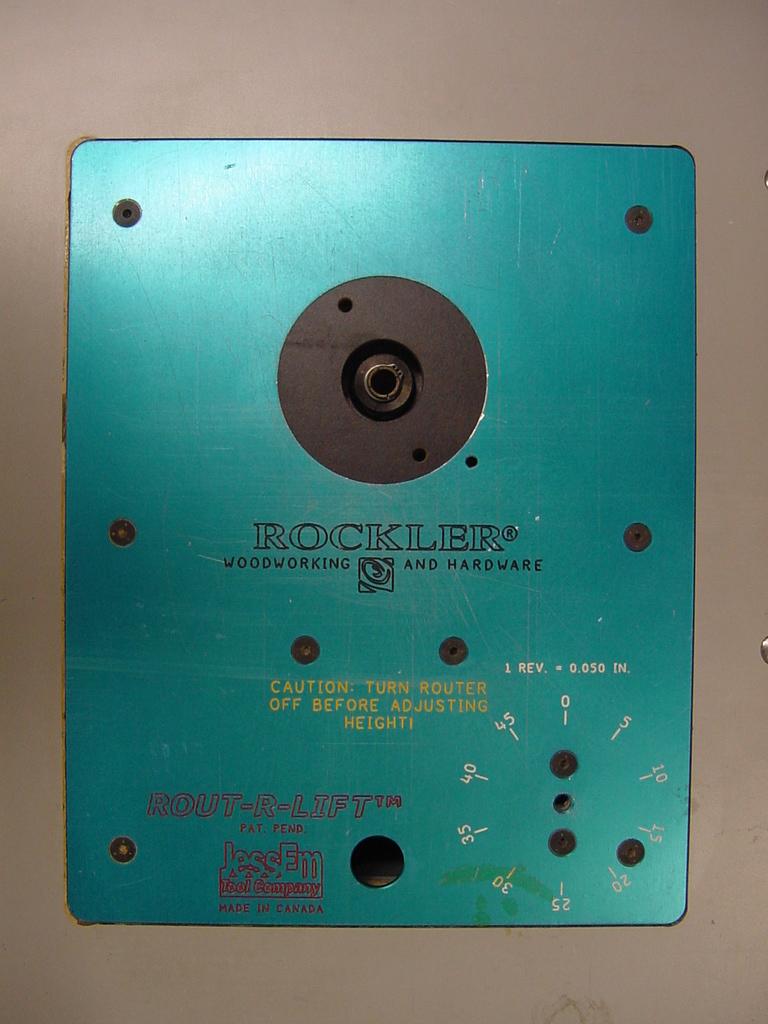 ROCKLER®
WOODWORKING AND HARDWARE
1 REV. = 0.050 IN.
CAUTION: TURN ROUTER
OFF BEFORE ADJUSTING
HEIGHT!
0
5
10
15
20
25
30
35
40
45
ROUT-R-LIFT™
PAT. PEND.
JessEm
Tool Company
MADE IN CANADA